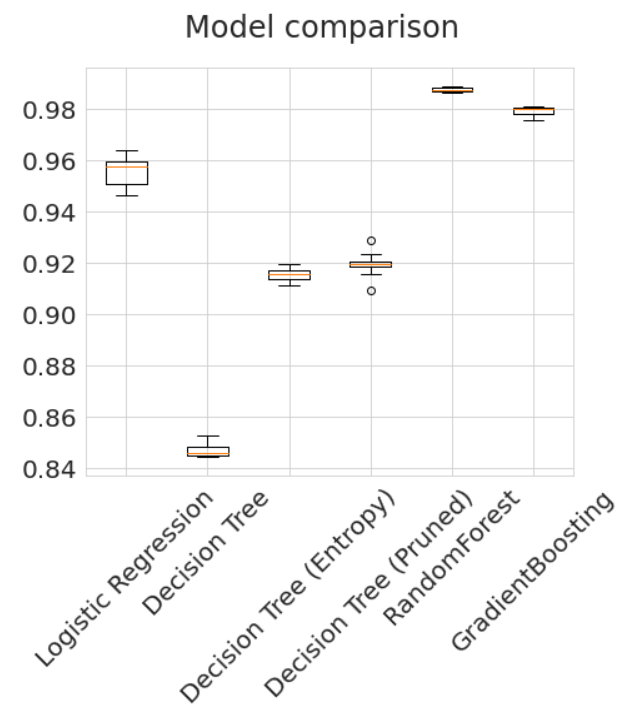 Model comparison
0.98
0.96
0.94
0.92
0.90
0.88
0.86
0.84
Logistic Regression
Decision Tree
Decision Tree (Entropy)
Decision Tree (Pruned)
RandomForest
GradientBoosting